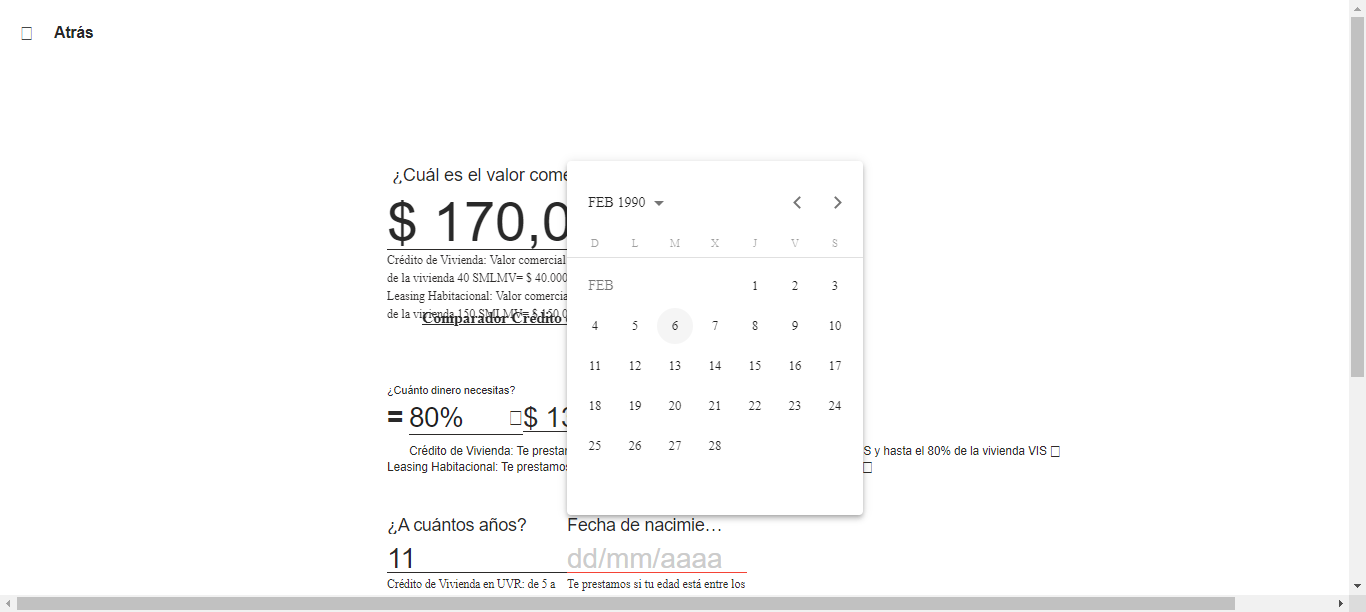 Atrás
¿Cuál es el valor come
$ 170,0
Crédito de Vivienda: Valor comercial
de la vivienda 40 SMLMV= $ 40.000
Leasing Habitacional: Valor comercia
de la vivienda 150 SMLMV= $ 150.0
Comparador Crédito
FEB 1990
D L M X J V S
FEB 1 2 3
4 5 6 7 8 9 10
11 12 13 14 15 16 17
18 19 20 21 22 23 24
25 26 27 28
¿Cuánto dinero necesitas?
= 80% $ 13
Crédito de Vivienda: Te prestar S y hasta el 80% de la vivienda VIS
Leasing Habitacional: Te prestamos
¿A cuántos años? Fecha de nacimie…
11 dd/mm/aaaa
Crédito de Vivienda en UVR: de 5 a Te prestamos si tu edad está entre los